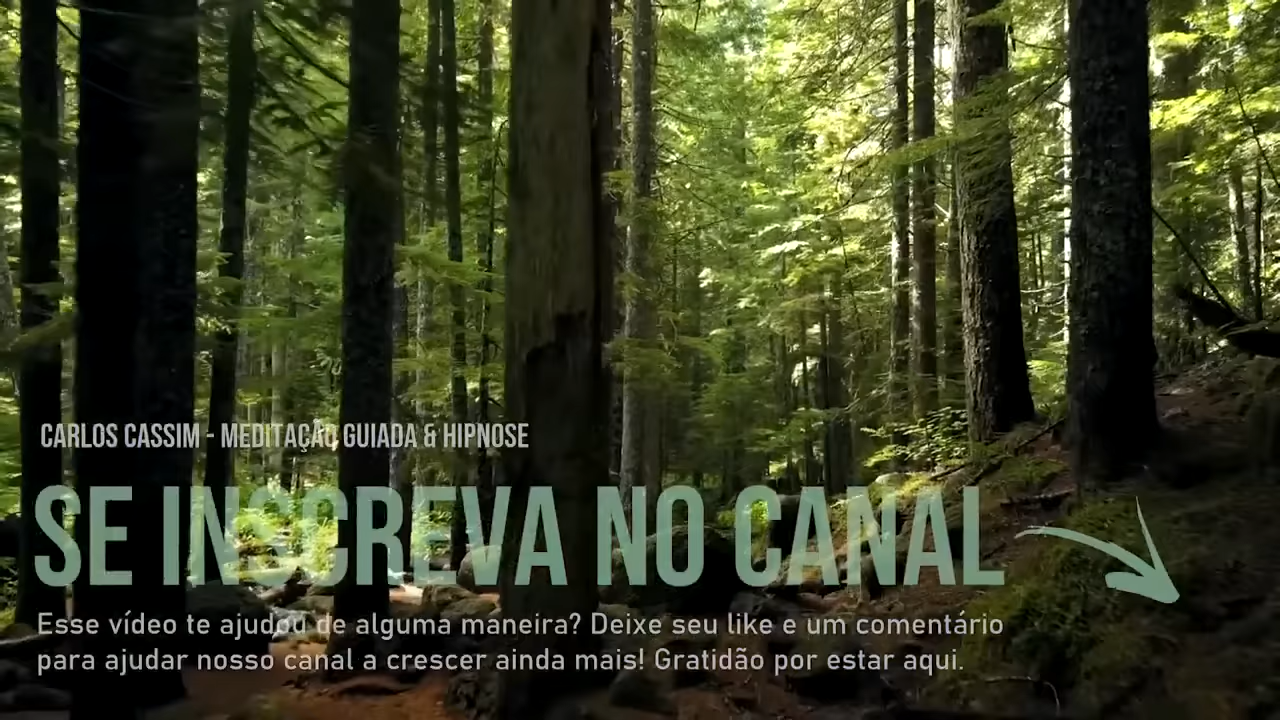 CARLOS CASSIM - MEDITAÇÃO GUIADA & HIPNOSE
SE INSCREVA NO CANAL
Esse vídeo te ajudou de alguma maneira? Deixe seu like e um comentário
para ajudar nosso canal a crescer ainda mais! Gratidão por estar aqui.